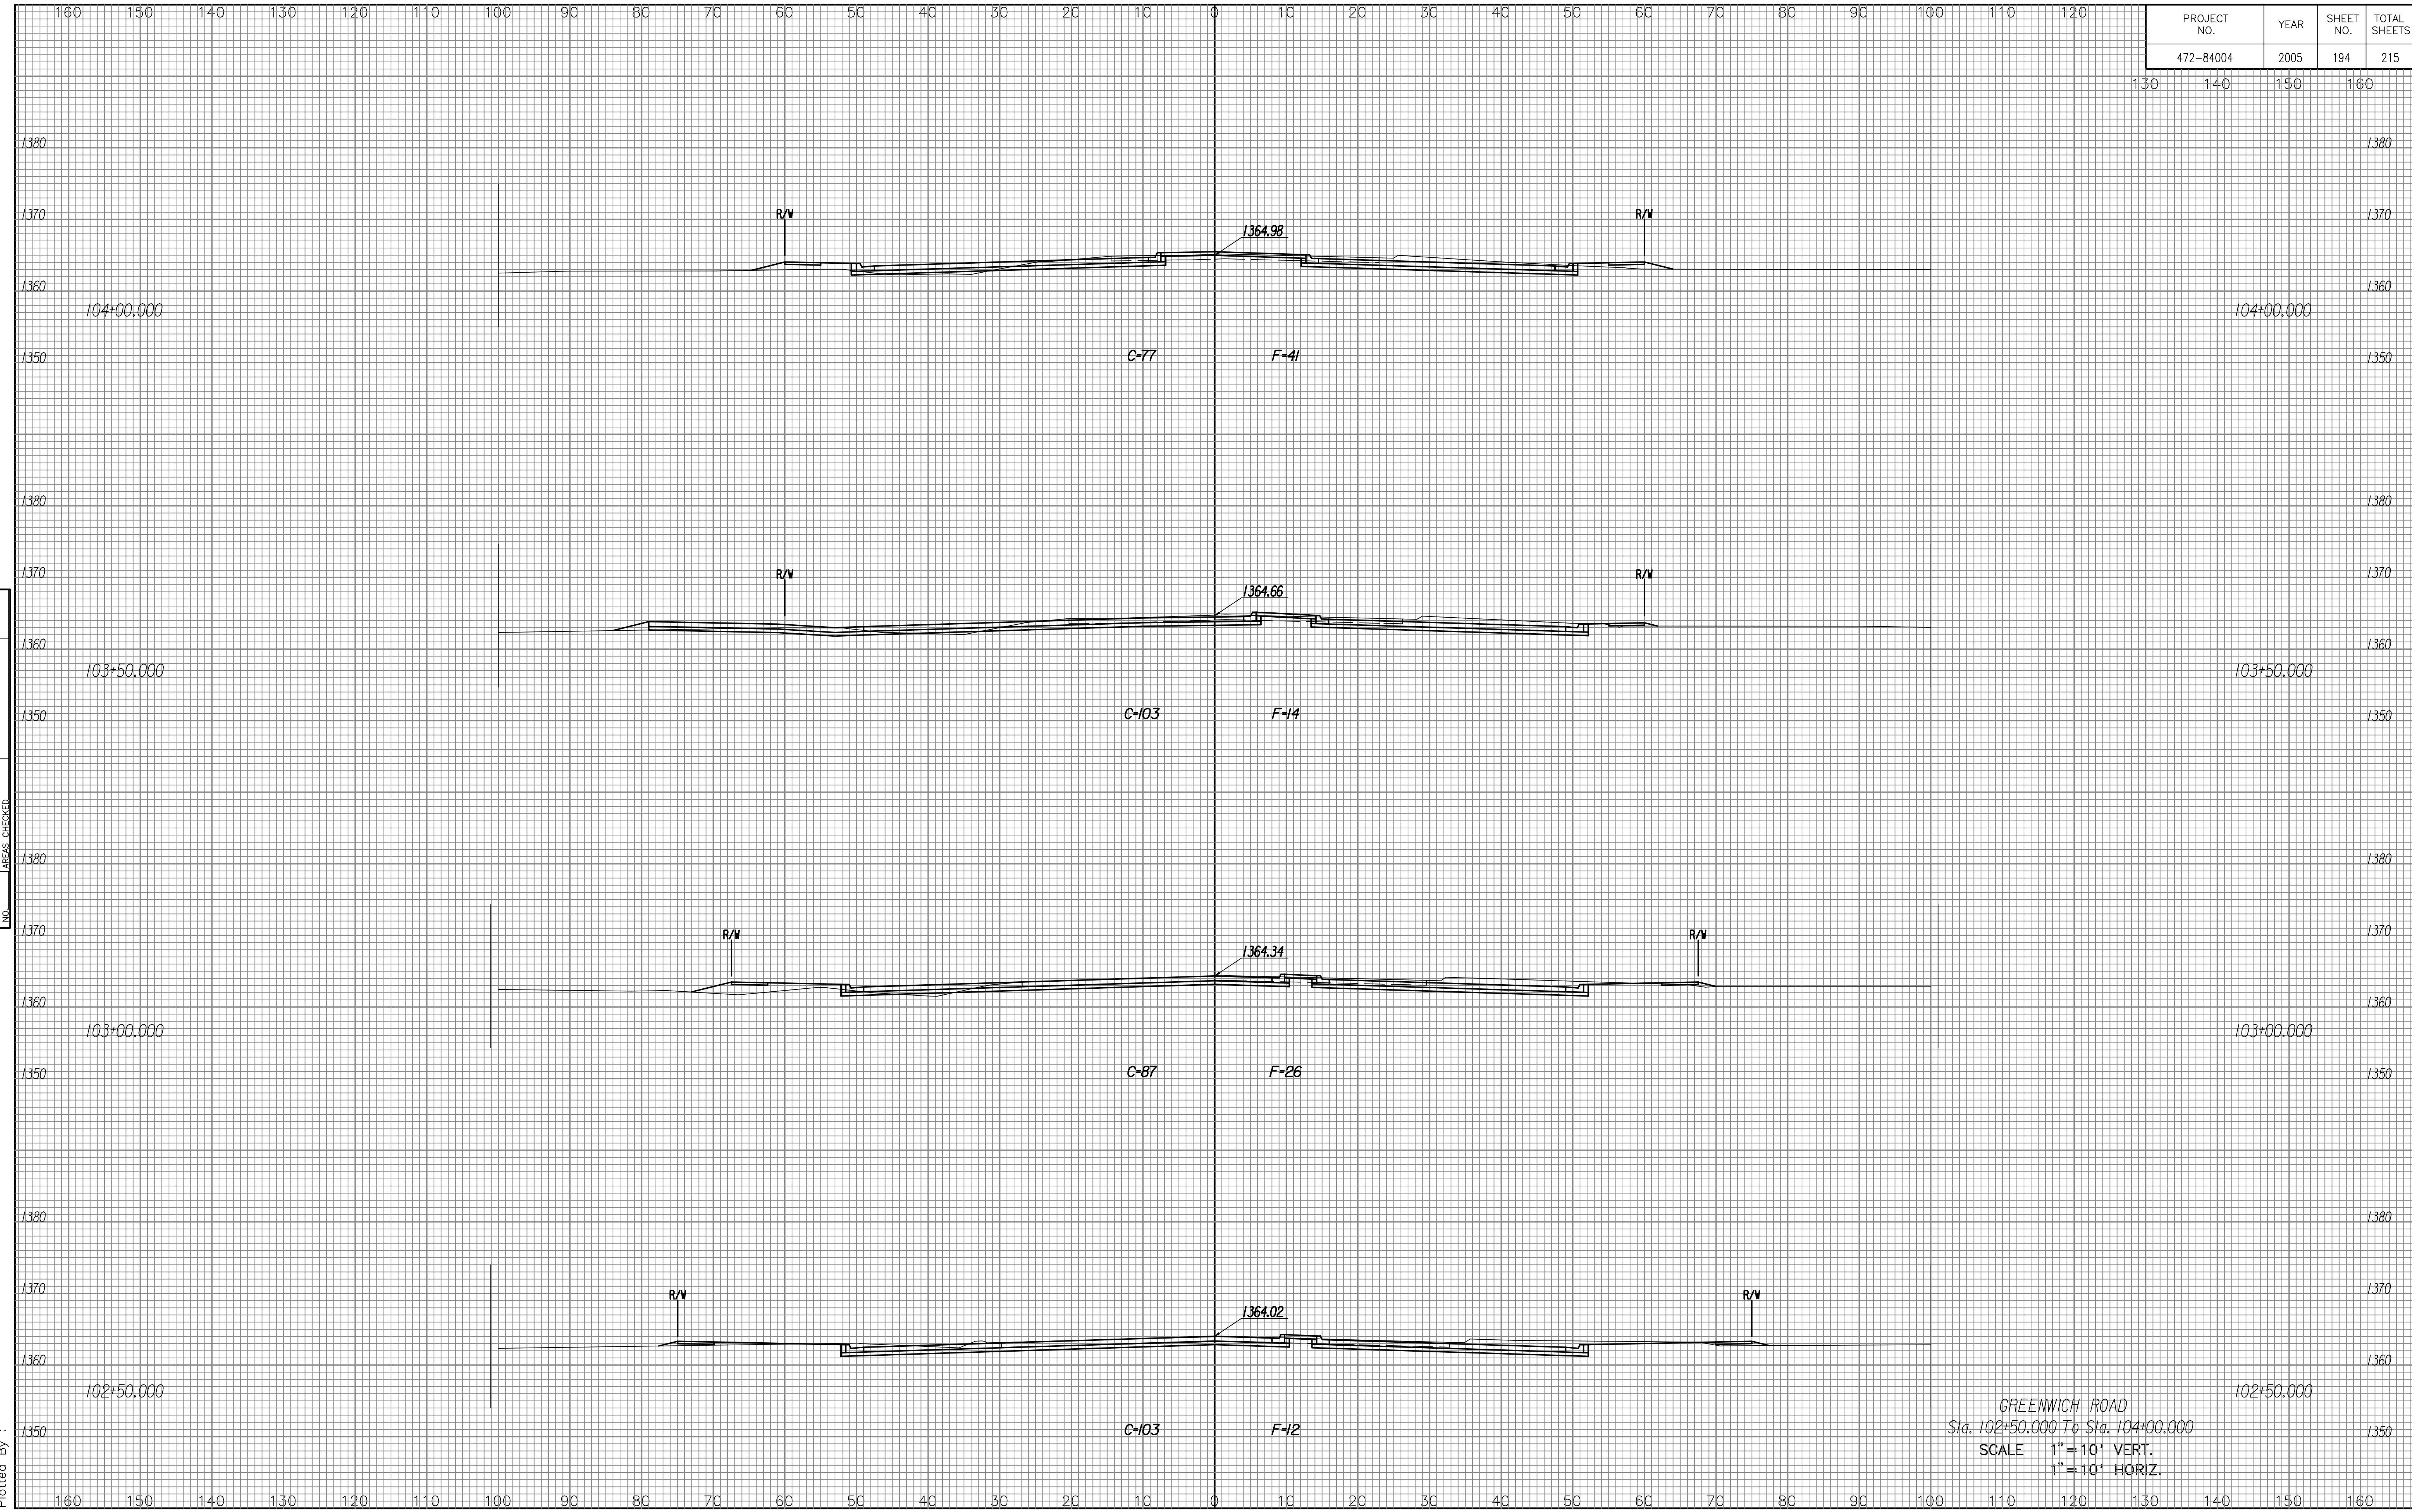 160 150 140 130 120 110 100 90 80 70 60 50 40 30 20 10 0 10 20 30 40 50 60 70 80 90 100 110 120
PROJECT NO. YEAR SHEET NO. TOTAL SHEETS
472-84004 2005 194 215
130 140 150 160
1380 1380
1370 R/W R/W 1370
1364.98
1360 1360
104+00.000 104+00.000
1350 C=77 F=41 1350
1380 1380
1370 R/W R/W 1370
1364.66
1360 1360
103+50.000 103+50.000
1350 C=103 F=14 1350
AREAS CHECKED
NO.
1380 1380
1370 R/W R/W 1370
1364.34
1360 1360
103+00.000 103+00.000
1350 C=87 F=26 1350
1380 1380
1370 R/W R/W 1370
1364.02
1360 1360
102+50.000 102+50.000
1350 C=103 F=12 1350
GREENWICH ROAD
Sta. 102+50.000 To Sta. 104+00.000
SCALE 1"=10' VERT.
1"=10' HORIZ.
Plotted By :
160 150 140 130 120 110 100 90 80 70 60 50 40 30 20 10 0 10 20 30 40 50 60 70 80 90 100 110 120 130 140 150 160